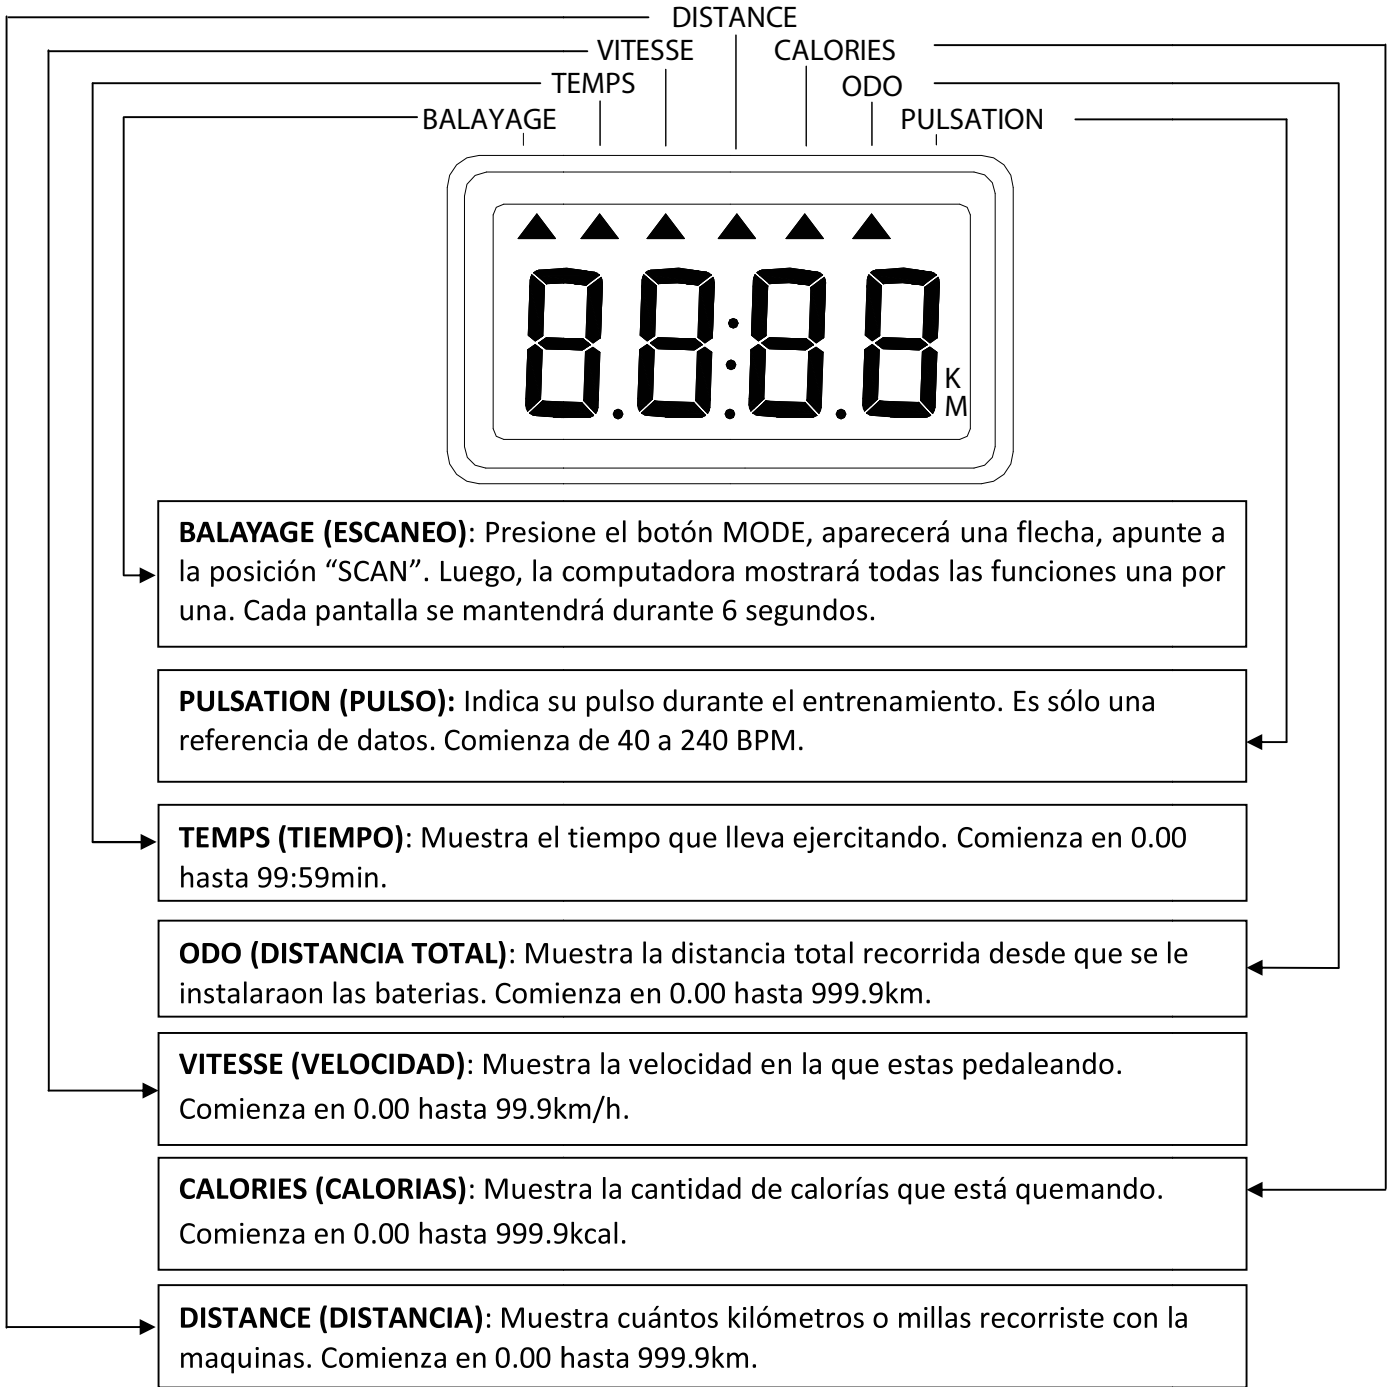 DISTANCE
VITESSE
CALORIES
TEMPS
ODO
BALAYAGE
PULSATION
88:88
K
M
BALAYAGE (ESCANEO): Presione el botón MODE, aparecerá una flecha, apunte a
la posición “SCAN”. Luego, la computadora mostrará todas las funciones una por
una. Cada pantalla se mantendrá durante 6 segundos.
PULSATION (PULSO): Indica su pulso durante el entrenamiento. Es sólo una
referencia de datos. Comienza de 40 a 240 BPM.
TEMPS (TIEMPO): Muestra el tiempo que lleva ejercitando. Comienza en 0.00
hasta 99:59min.
ODO (DISTANCIA TOTAL): Muestra la distancia total recorrida desde que se le
instalaraon las baterias. Comienza en 0.00 hasta 999.9km.
VITESSE (VELOCIDAD): Muestra la velocidad en la que estas pedaleando.
Comienza en 0.00 hasta 99.9km/h.
CALORIES (CALORIAS): Muestra la cantidad de calorías que está quemando.
Comienza en 0.00 hasta 999.9kcal.
DISTANCE (DISTANCIA): Muestra cuántos kilómetros o millas recorriste con la
maquinas. Comienza en 0.00 hasta 999.9km.